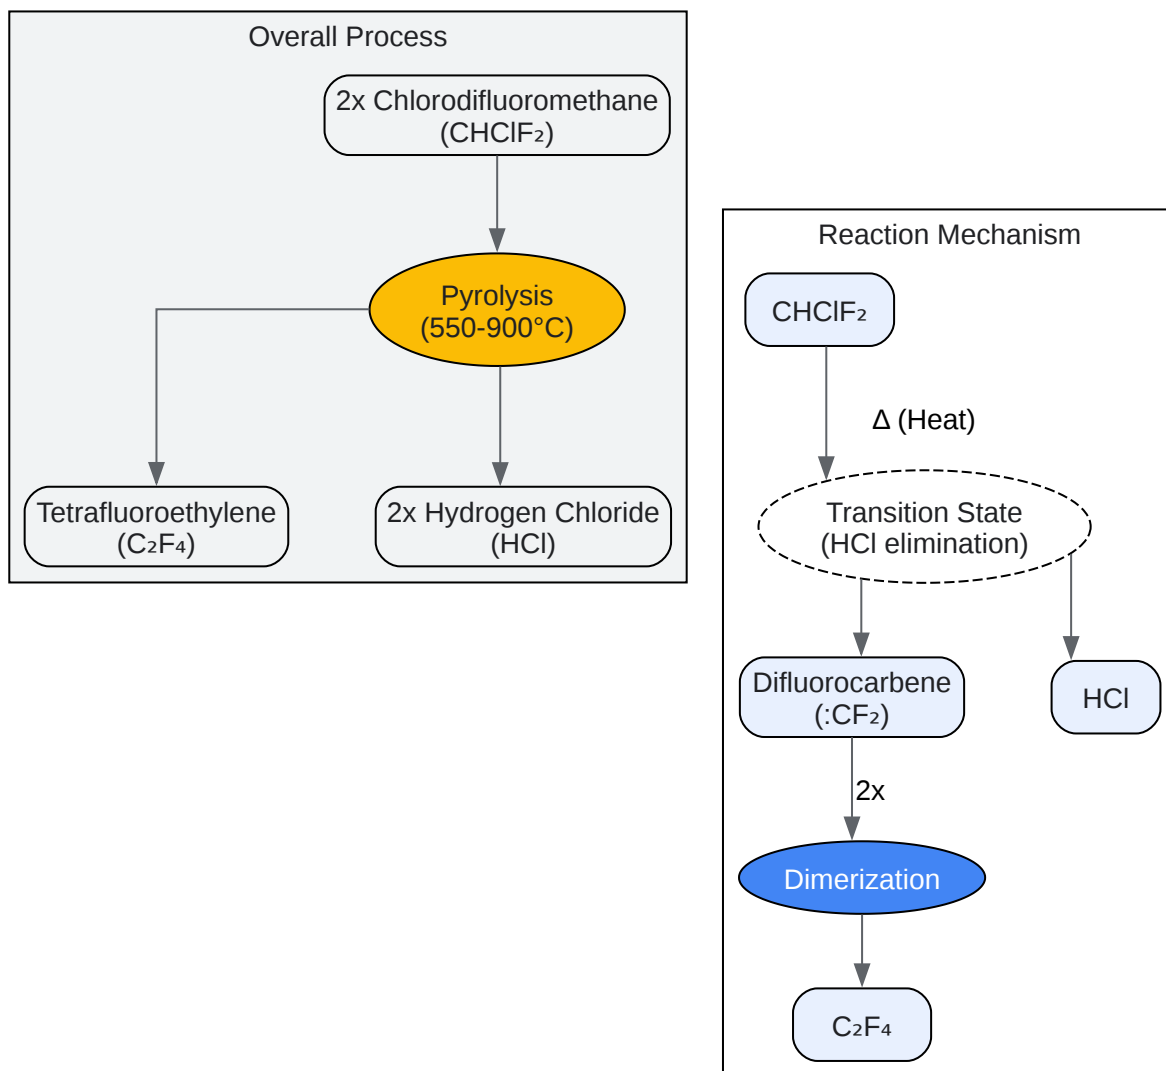 Overall Process
2x Chlorodifluoromethane
(CHClF₂)
Pyrolysis
(550-900°C)
Tetrafluoroethylene
(C₂F₄)
2x Hydrogen Chloride
(HCl)
Reaction Mechanism
CHClF₂
Δ (Heat)
Transition State
(HCl elimination)
Difluorocarbene
(:CF₂)
HCl
2x
Dimerization
C₂F₄